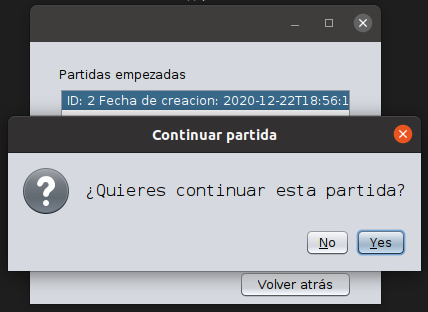 Partidas empezadas
ID: 2 Fecha de creacion: 2020-12-22T18:56:1
Continuar partida
¿Quieres continuar esta partida?
No
Yes
Volver atrás